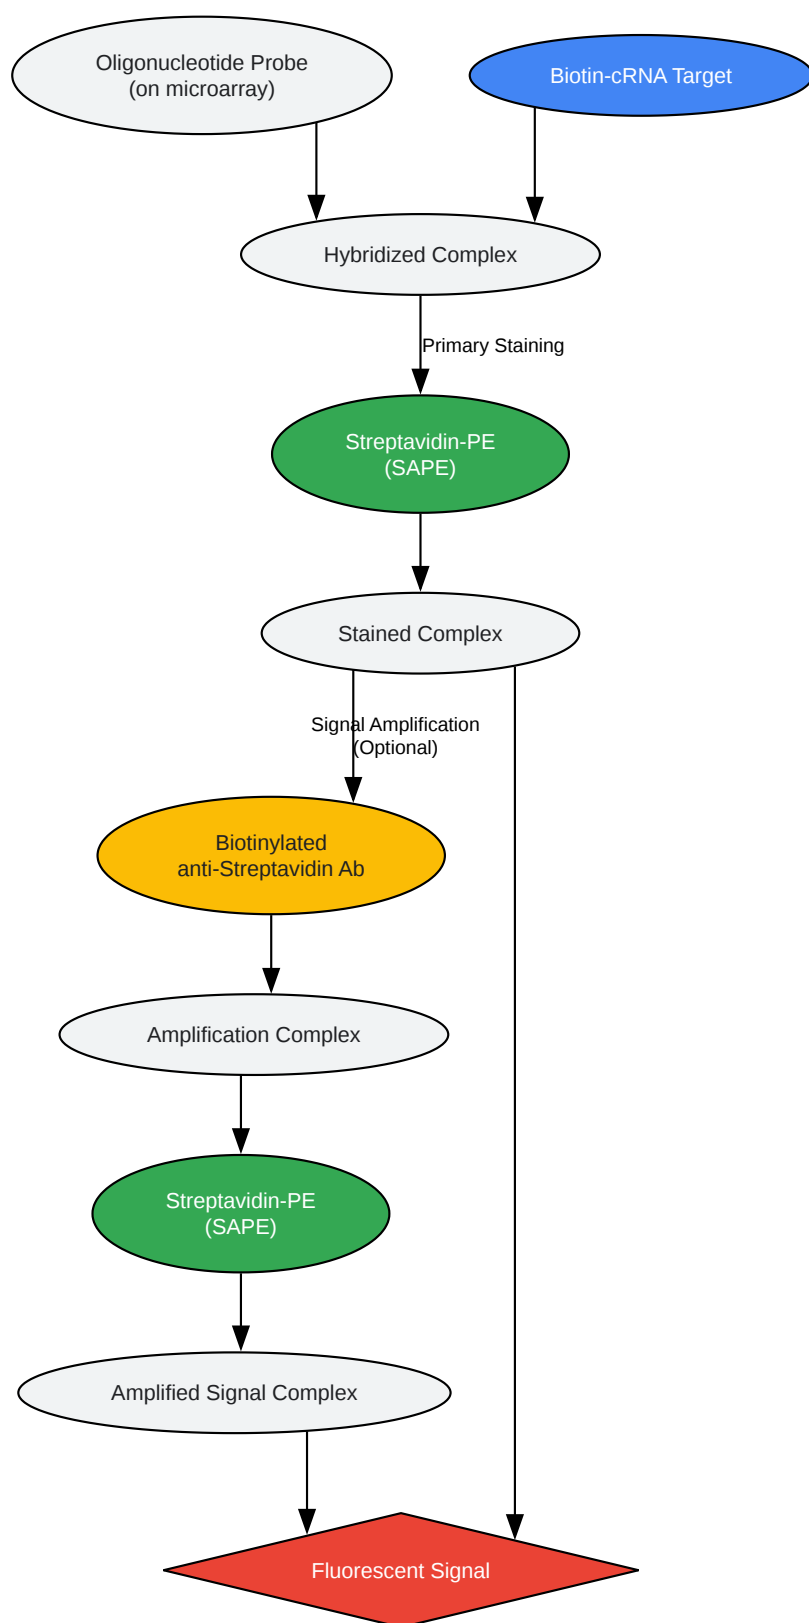 Oligonucleotide Probe
(on microarray)
Biotin-cRNA Target
Hybridized Complex
Primary Staining
Streptavidin-PE
(SAPE)
Stained Complex
Signal Amplification
(Optional)
Biotinylated
anti-Streptavidin Ab
Amplification Complex
Streptavidin-PE
(SAPE)
Amplified Signal Complex
Fluorescent Signal